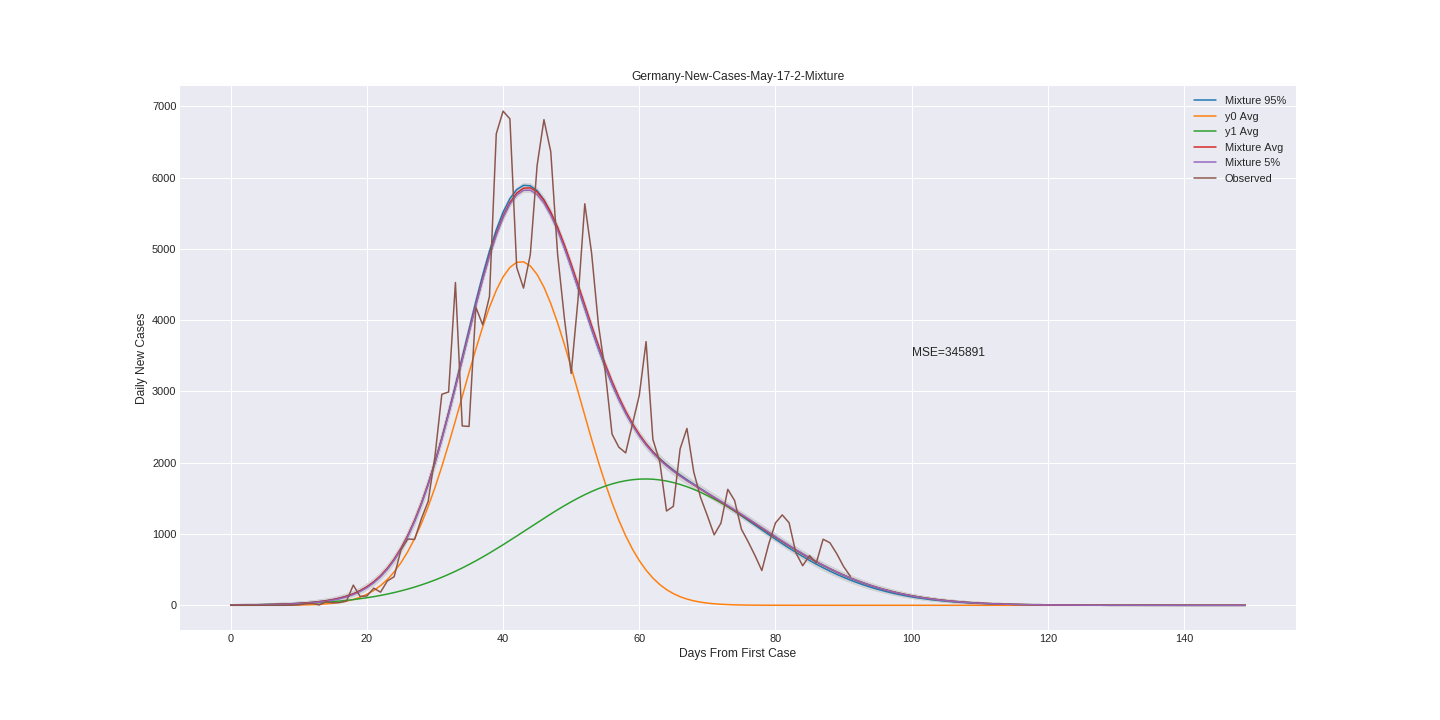 Germany-New-Cases-May-17-2-Mixture
Mixture 95%
y0 Avg
y1 Avg
Mixture Avg
Mixture 5%
Observed
7000
6000
5000
4000
3000
2000
1000
0
Daily New Cases
MSE=345891
0 20 40 60 80 100 120 140
Days From First Case